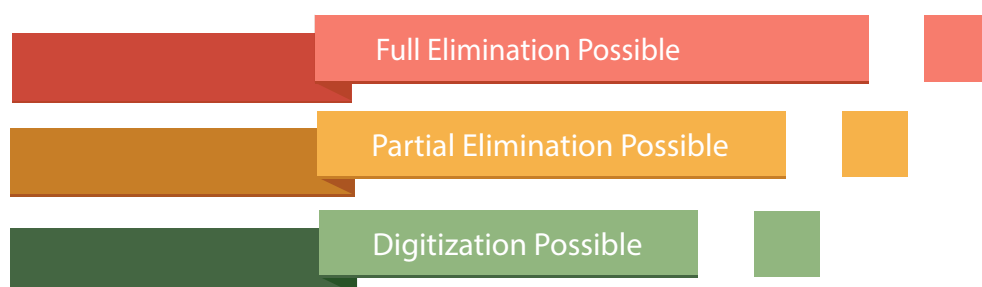 Full Elimination Possible
Partial Elimination Possible
Digitization Possible